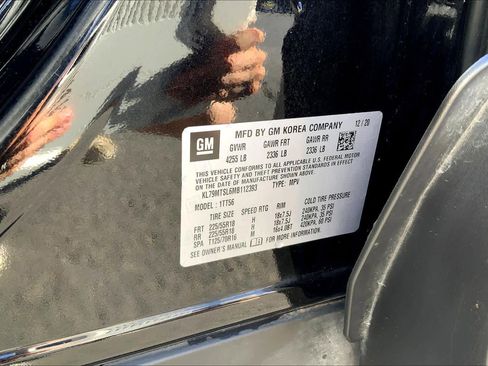 GM
MFD BY GM KOREA COMPANY 12/20
GVWR GAWR FRT GAWR RR
4255 LB 2336 LB 2336 LB
THIS VEHICLE CONFORMS TO ALL APPLICABLE U.S. FEDERAL MOTOR
VEHICLE SAFETY, BUMPER, AND THEFT PREVENTION STANDARDS IN EFFECT
ON THE DATE OF MANUFACTURE SHOWN ABOVE.
KL79MTSL6MB112393 TYPE: MPV
MODEL: 1TT56
TIRE SIZE SPEED RTG RIM COLD TIRE PRESSURE
FRT 225/55R18 H 18x7.5J 240KPA, 35 PSI
RR 225/55R18 H 18x7.5J 240KPA, 35 PSI
SPA T125/70R16 M 16x4.0BT 420KPA, 60 PSI
SEE OWNER'S MANUAL FOR MORE INFORMATION.